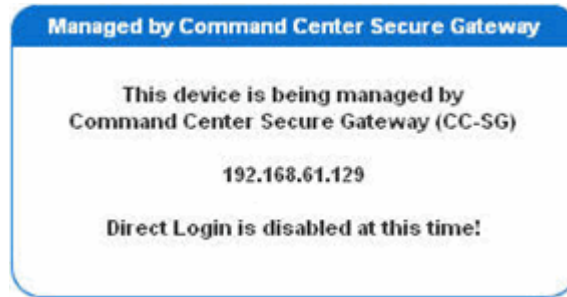 Managed by Command Center Secure Gateway
This device is being managed by
Command Center Secure Gateway (CC-SG)
192.168.61.129
Direct Login is disabled at this time!